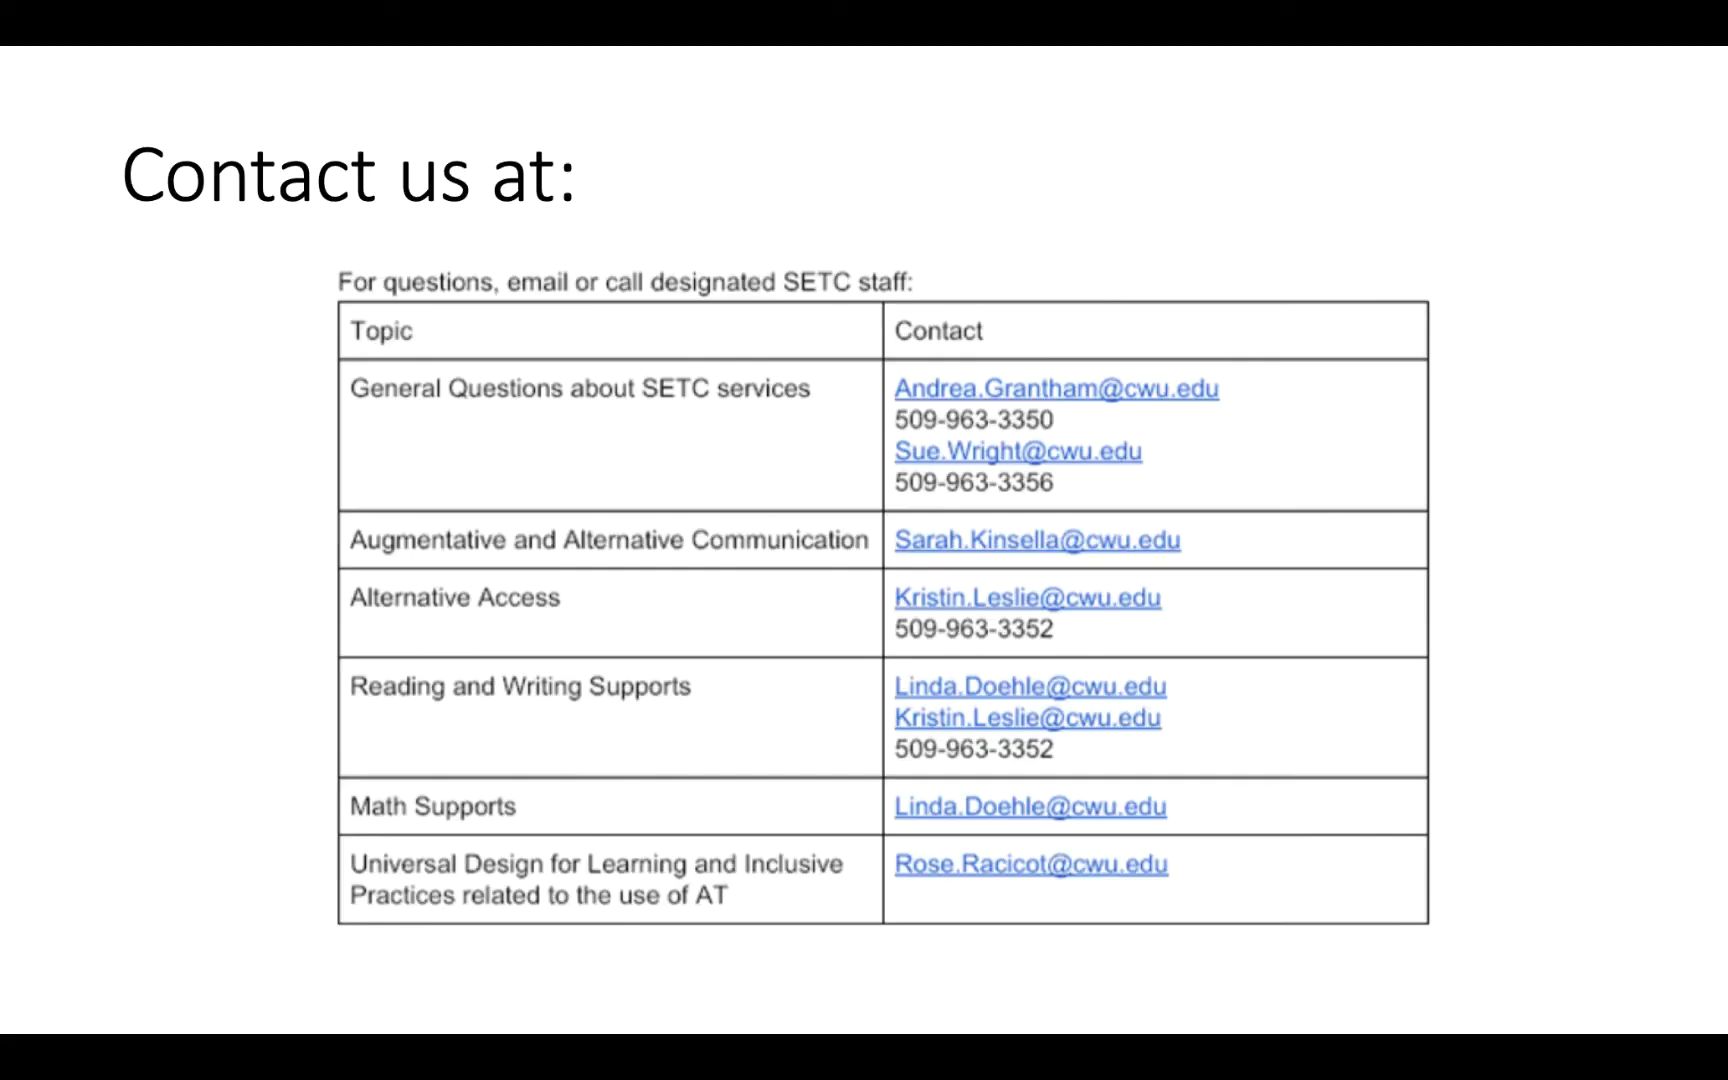 Contact us at:
For questions, email or call designated SETC staff:
Topic
Contact
General Questions about SETC services
Andrea.Grantham@cwu.edu
509-963-3350
Sue.Wright@cwu.edu
509-963-3356
Augmentative and Alternative Communication
Sarah.Kinsella@cwu.edu
Alternative Access
Kristin.Leslie@cwu.edu
509-963-3352
Reading and Writing Supports
Linda.Doehle@cwu.edu
Kristin.Leslie@cwu.edu
509-963-3352
Math Supports
Linda.Doehle@cwu.edu
Universal Design for Learning and Inclusive
Practices related to the use of AT
Rose.Racicot@cwu.edu